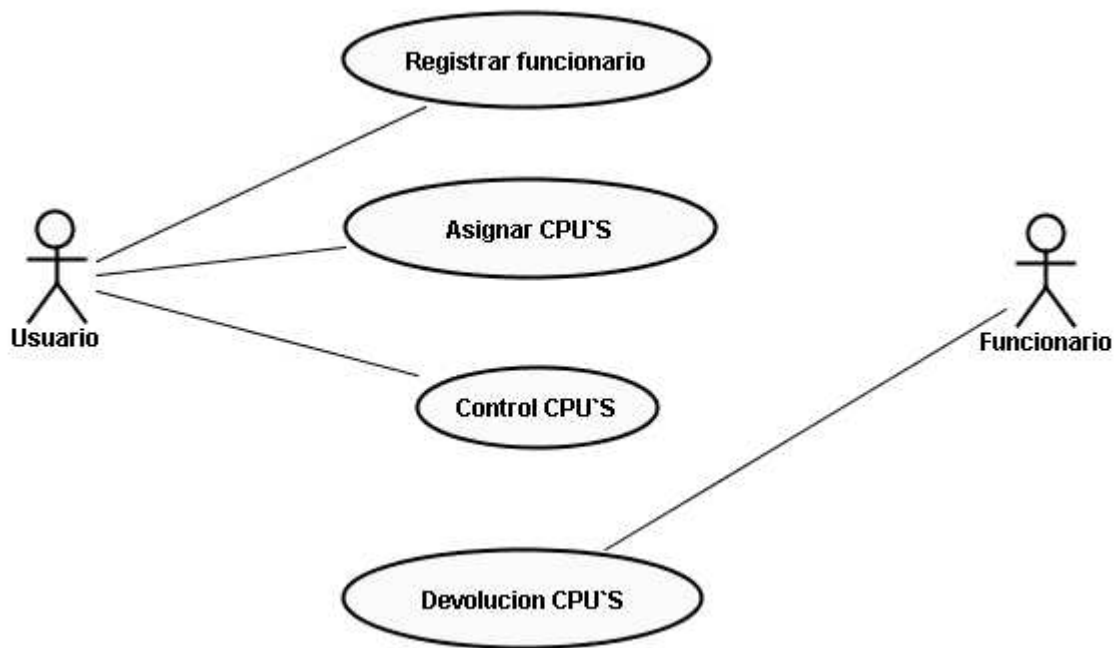 Registrar funcionario
Asignar CPU`S
Usuario
Funcionario
Control CPU`S
Devolucion CPU`S